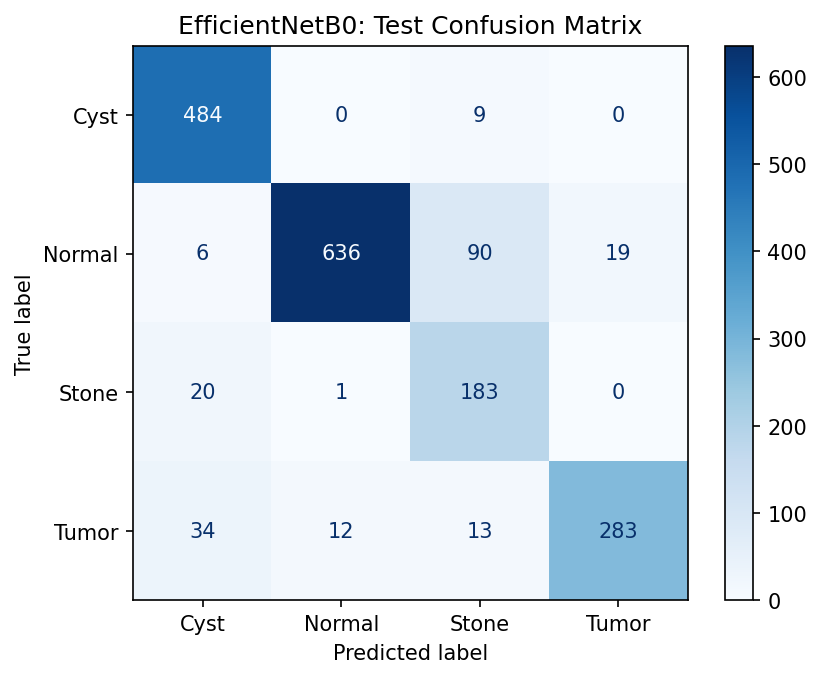 EfficientNetB0: Test Confusion Matrix
Cyst 484 0 9 0
Normal 6 636 90 19
Stone 20 1 183 0
Tumor 34 12 13 283
Cyst Normal Stone Tumor
Predicted label
True label
600
500
400
300
200
100
0